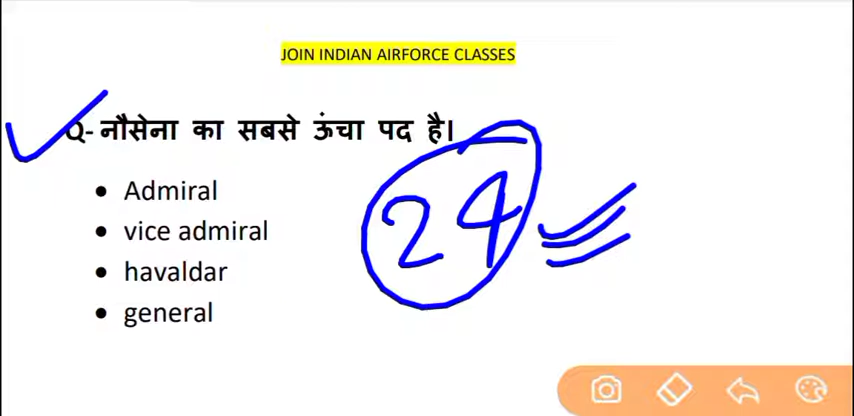 JOIN INDIAN AIRFORCE CLASSES
Q- नौसेना का सबसे ऊंचा पद है।
• Admiral
• vice admiral
• havaldar
• general
24